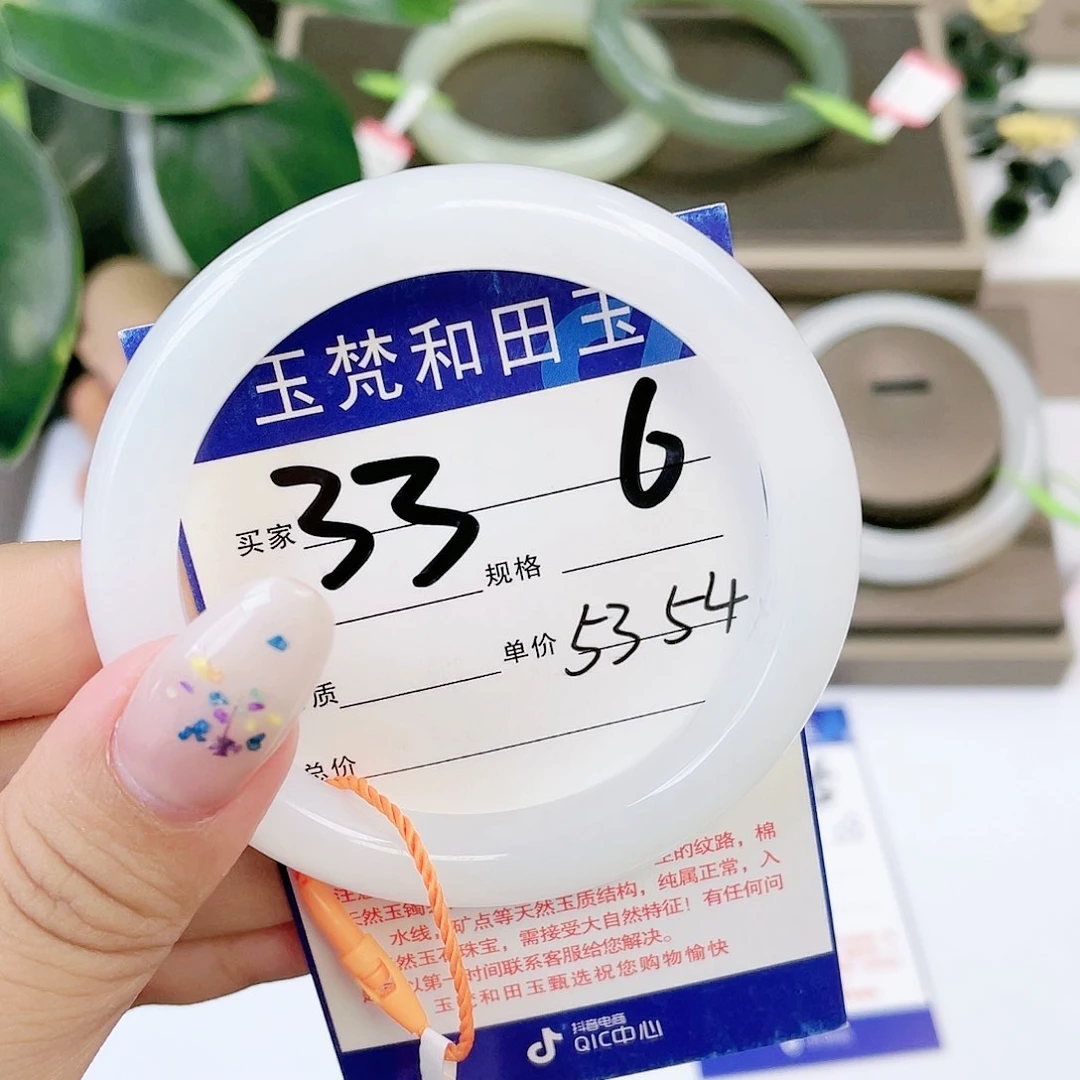 玉梵和田玉
33 6
买家
规格
单价 53 54
质
总价
的纹路，棉
然玉镯 矿点等天然玉质结构，纯属正常，入
水线，
然玉石珠宝，需接受大自然特征！有任何问
以第一时间联系客服给您解决。
玉梵和田玉甄选祝您购物愉快
抖音电商
QIC中心